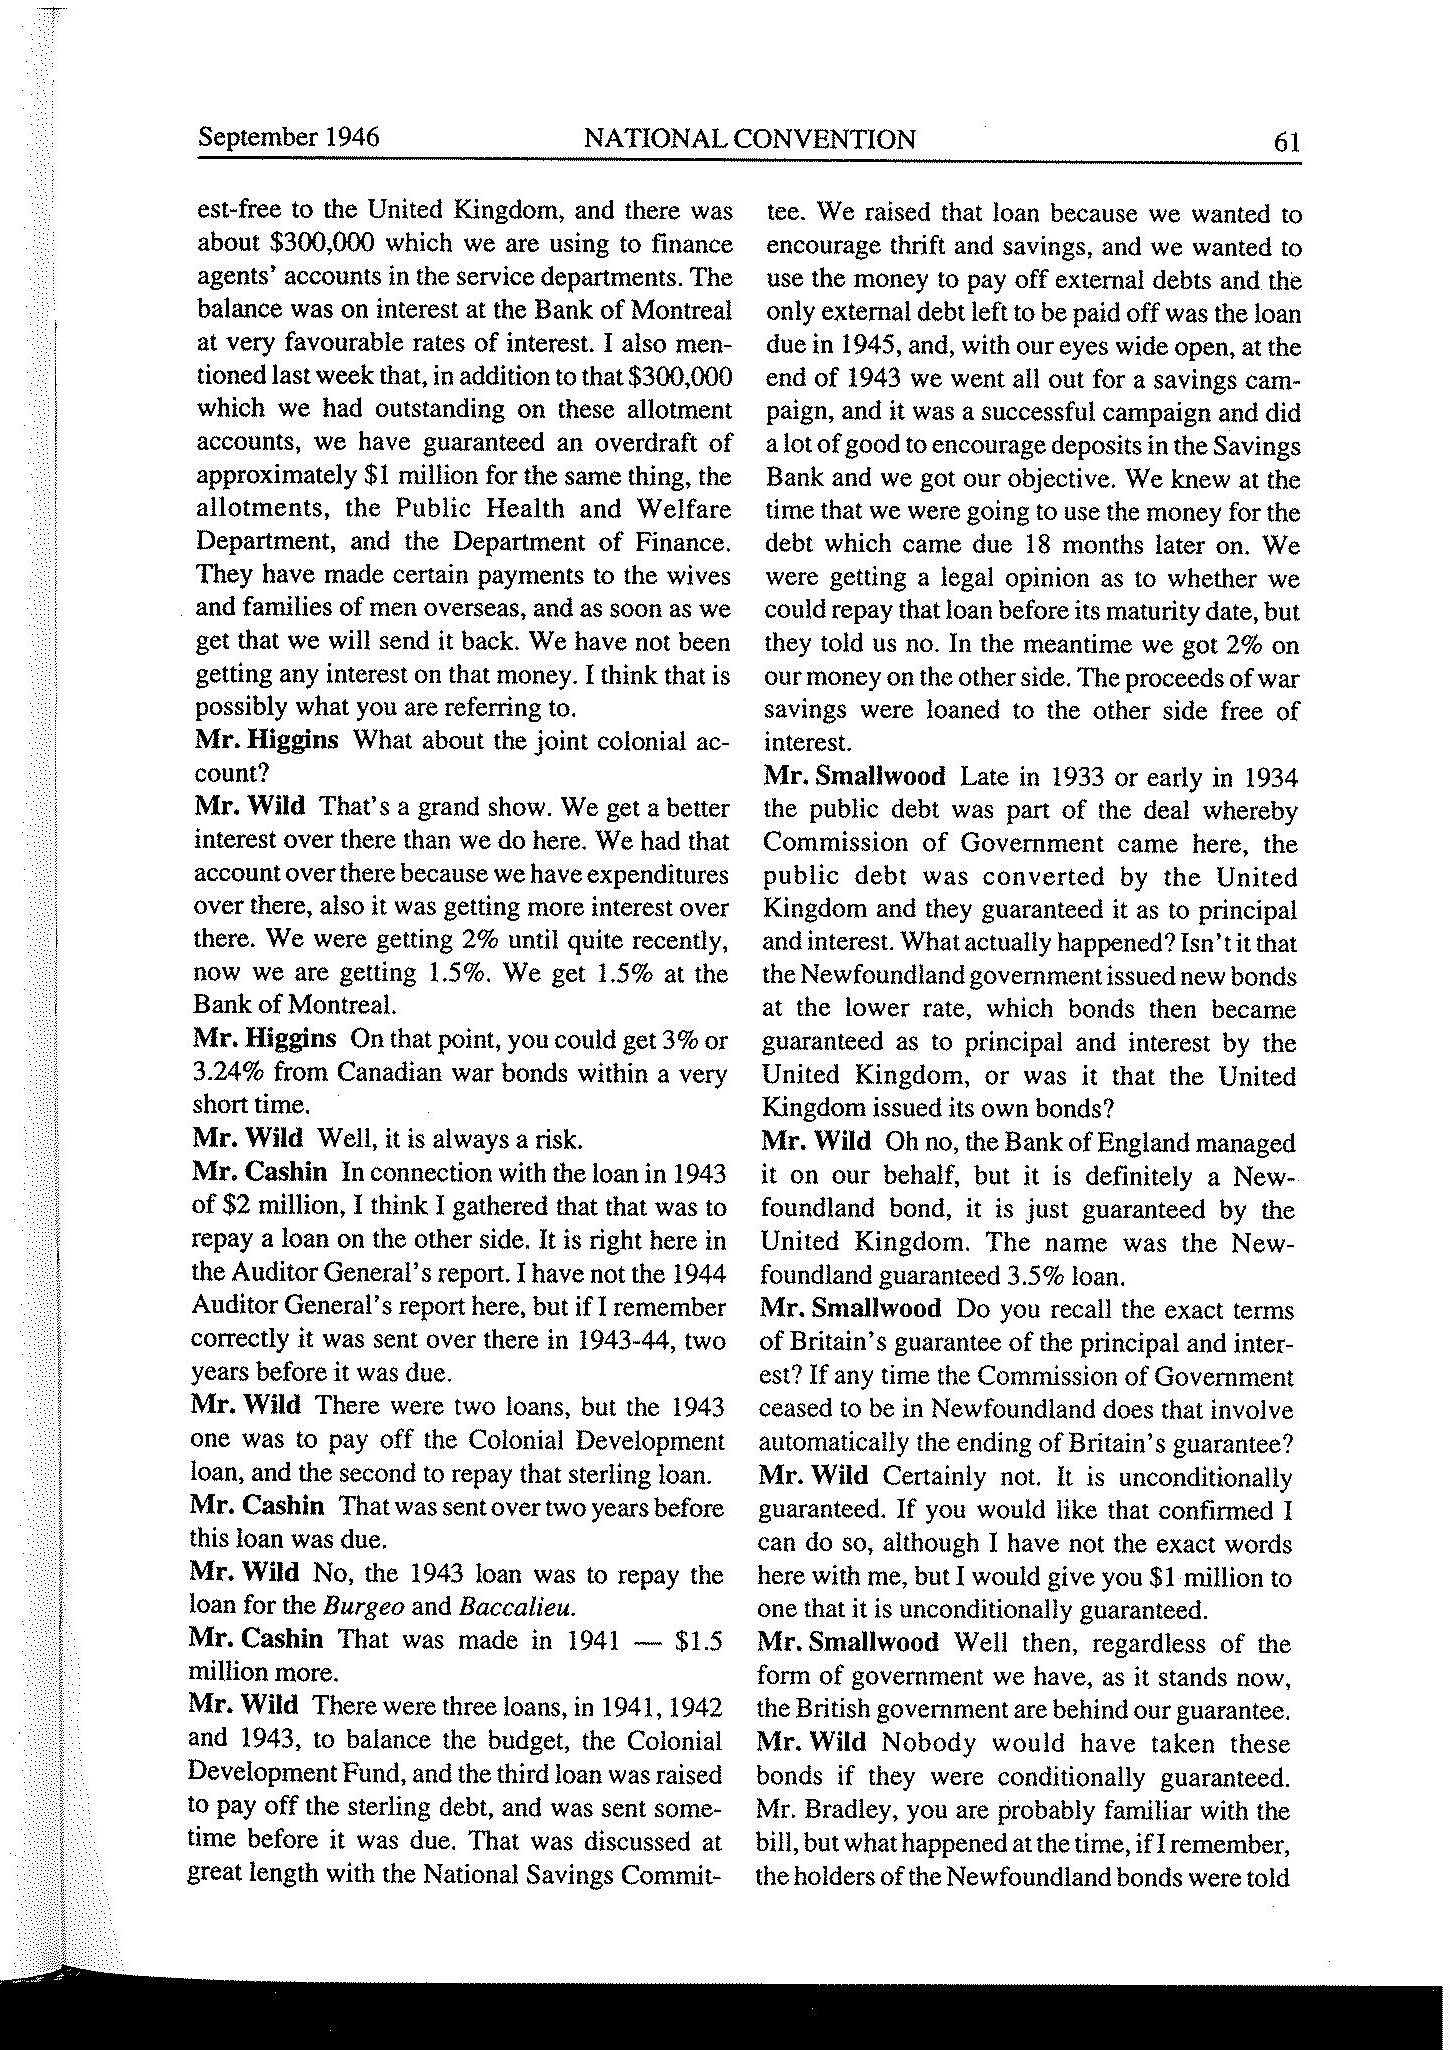 September 1946 NATIONAL CONVENTION 61
est-free to the United Kingdom, and there was
about $300,000 which we are using to finance
agents' accounts in the service departments. The
balance was on interest at the Bank of Montreal
at very favourable rates of interest. I also men-
tioned last week that, in addition to that $300,000
which we had outstanding on these allotment
accounts, we have guaranteed an overdraft of
approximately $1 million for the same thing, the
allotments, the Public Health and Welfare
Department, and the Department of Finance.
They have made certain payments to the wives
and families of men overseas, and as soon as we
get that we will send it back. We have not been
getting any interest on that money. I think that is
possibly what you are referring to.
Mr. Higgins What about the joint colonial ac-
count?
Mr. Wild That's a grand show. We get a better
interest over there than we do here. We had that
account over there because we have expenditures
over there, also it was getting more interest over
there. We were getting 2% until quite recently,
now we are getting 1.5%. We get 1.5% at the
Bank of Montreal.
Mr. Higgins On that point, you could get 3% or
3.24% from Canadian war bonds within a very
short time.
Mr. Wild Well, it is always a risk.
Mr. Cashin In connection with the loan in 1943
of $2 million, I think I gathered that that was to
repay a loan on the other side. It is right here in
the Auditor General's report. I have not the 1944
Auditor General's report here, but if I remember
correctly it was sent over there in 1943-44, two
years before it was due.
Mr. Wild There were two loans, but the 1943
one was to pay off the Colonial Development
loan, and the second to repay that sterling loan.
Mr. Cashin That was sent over two years before
this loan was due.
Mr. Wild No, the 1943 loan was to repay the
loan for the Burgeo and Baccalieu.
Mr. Cashin That was made in 1941 — $1.5
million more.
Mr. Wild There were three loans, in 1941, 1942
and 1943, to balance the budget, the Colonial
Development Fund, and the third loan was raised
to pay off the sterling debt, and was sent some-
time before it was due. That was discussed at
great length with the National Savings Commit-
tee. We raised that loan because we wanted to
encourage thrift and savings, and we wanted to
use the money to pay off external debts and the
only external debt left to be paid off was the loan
due in 1945, and, with our eyes wide open, at the
end of 1943 we went all out for a savings cam-
paign, and it was a successful campaign and did
a lot of good to encourage deposits in the Savings
Bank and we got our objective. We knew at the
time that we were going to use the money for the
debt which came due 18 months later on. We
were getting a legal opinion as to whether we
could repay that loan before its maturity date, but
they told us no. In the meantime we got 2% on
our money on the other side. The proceeds of war
savings were loaned to the other side free of
interest.
Mr. Smallwood Late in 1933 or early in 1934
the public debt was part of the deal whereby
Commission of Government came here, the
public debt was converted by the United
Kingdom and they guaranteed it as to principal
and interest. What actually happened? Isn't it that
the Newfoundland government issued new bonds
at the lower rate, which bonds then became
guaranteed as to principal and interest by the
United Kingdom, or was it that the United
Kingdom issued its own bonds?
Mr. Wild Oh no, the Bank of England managed
it on our behalf, but it is definitely a New-
foundland bond, it is just guaranteed by the
United Kingdom. The name was the New-
foundland guaranteed 3.5% loan.
Mr. Smallwood Do you recall the exact terms
of Britain's guarantee of the principal and inter-
est? If any time the Commission of Government
ceased to be in Newfoundland does that involve
automatically the ending of Britain's guarantee?
Mr. Wild Certainly not. It is unconditionally
guaranteed. If you would like that confirmed I
can do so, although I have not the exact words
here with me, but I would give you $1 million to
one that it is unconditionally guaranteed.
Mr. Smallwood Well then, regardless of the
form of government we have, as it stands now,
the British government are behind our guarantee.
Mr. Wild Nobody would have taken these
bonds if they were conditionally guaranteed.
Mr. Bradley, you are probably familiar with the
bill, but what happened at the time, if I remember,
the holders of the Newfoundland bonds were told